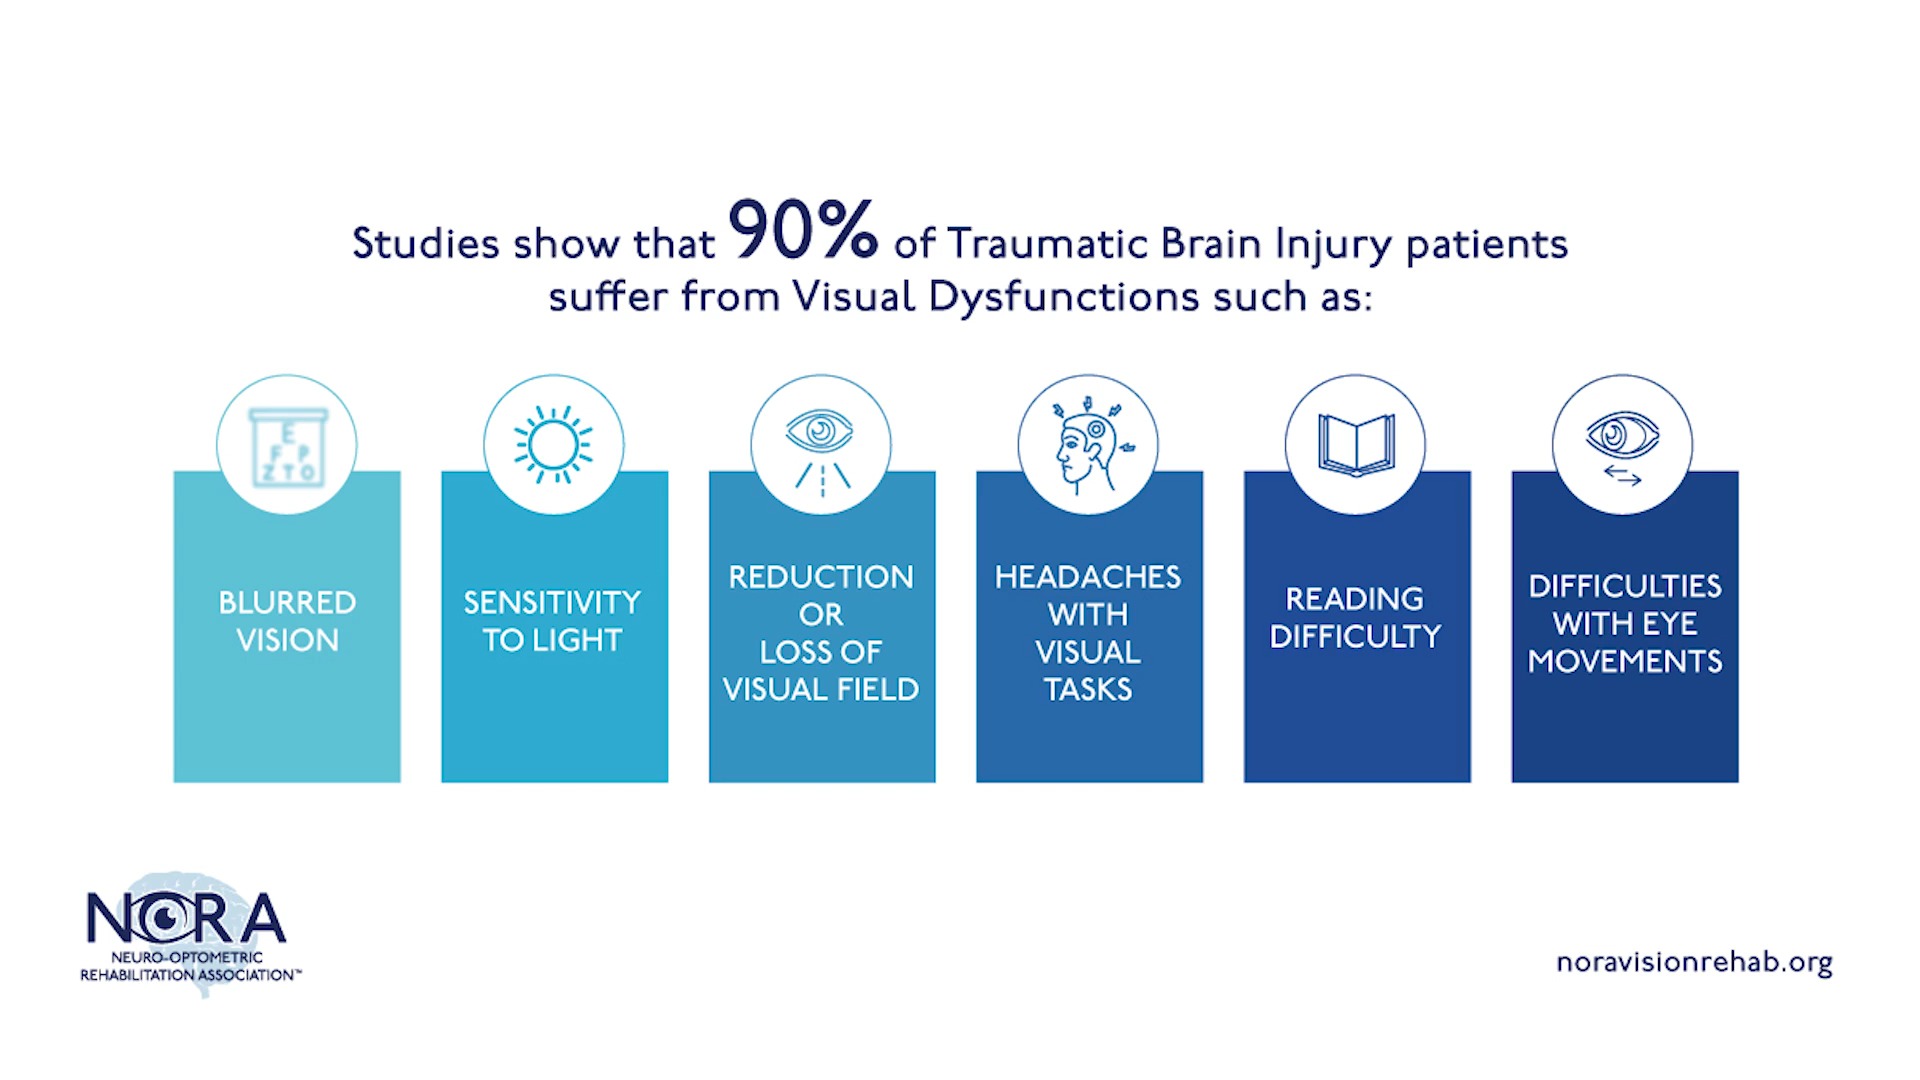 Studies show that 90% of Traumatic Brain Injury patients
suffer from Visual Dysfunctions such as:
E
F P
Z T O
BLURRED
VISION
SENSITIVITY
TO LIGHT
REDUCTION
OR
LOSS OF
VISUAL FIELD
HEADACHES
WITH
VISUAL
TASKS
READING
DIFFICULTY
DIFFICULTIES
WITH EYE
MOVEMENTS
NORA
NEURO-OPTOMETRIC
REHABILITATION ASSOCIATION™
noravisionrehab.org